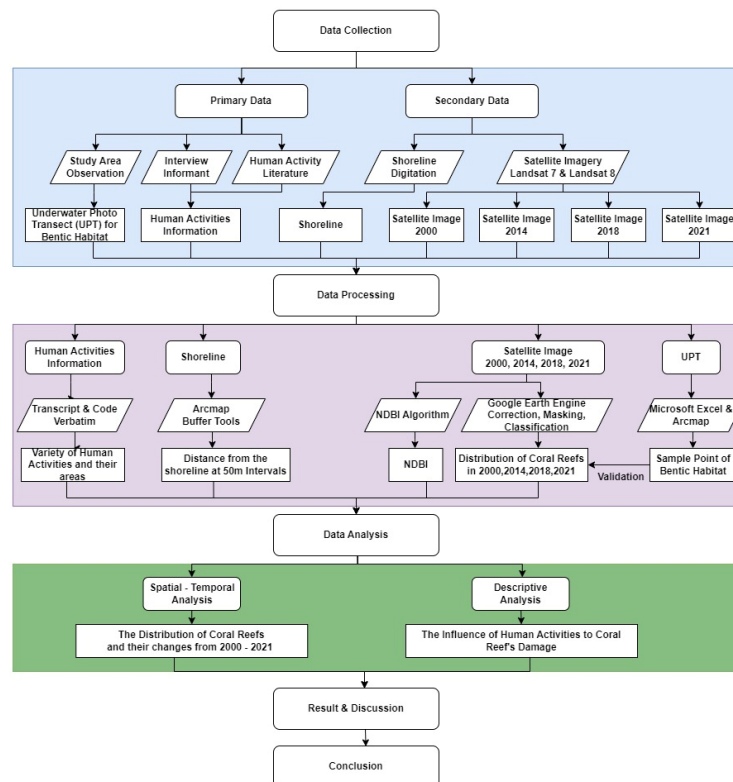 Data Collection
Primary Data
Secondary Data
Study Area
Observation
Interview
Informant
Human Activity
Literature
Shoreline
Digitation
Satellite Imagery
Landsat 7 & Landsat 8
Underwater Photo
Transect (UPT) for
Bentic Habitat
Human Activities
Information
Shoreline
Satellite Image
2000
Satellite Image
2014
Satellite Image
2018
Satellite Image
2021
Data Processing
Human Activities
Information
Shoreline
Satellite Image
2000, 2014, 2018, 2021
UPT
Transcript & Code
Verbatim
Arcmap
Buffer Tools
NDBI Algorithm
Google Earth Engine
Correction, Masking,
Classification
Microsoft Excel &
Arcmap
Variety of Human
Activities and their
areas
Distance from the
shoreline at 50m Intervals
NDBI
Distribution of Coral Reefs
in 2000,2014,2018,2021
Validation
Sample Point of
Bentic Habitat
Data Analysis
Spatial - Temporal
Analysis
Descriptive
Analysis
The Distribution of Coral Reefs
and their changes from 2000 - 2021
The Influence of Human Activities to Coral
Reef's Damage
Result & Discussion
Conclusion